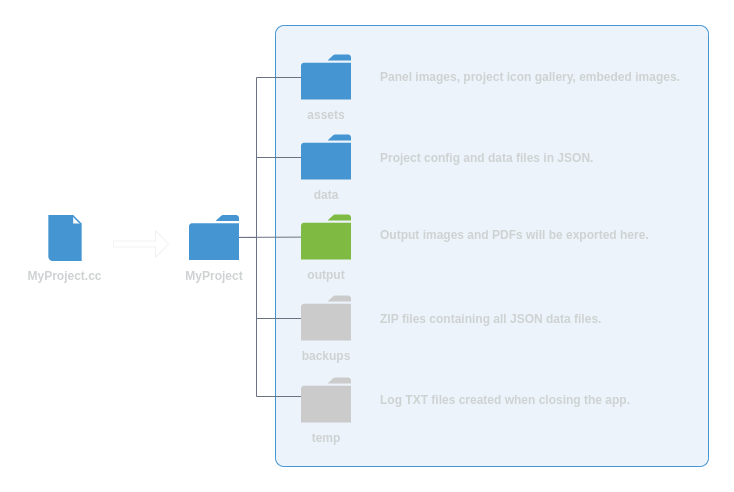 Panel images, project icon gallery, embeded images.
assets
Project config and data files in JSON.
data
MyProject.cc
MyProject
Output images and PDFs will be exported here.
output
ZIP files containing all JSON data files.
backups
Log TXT files created when closing the app.
temp